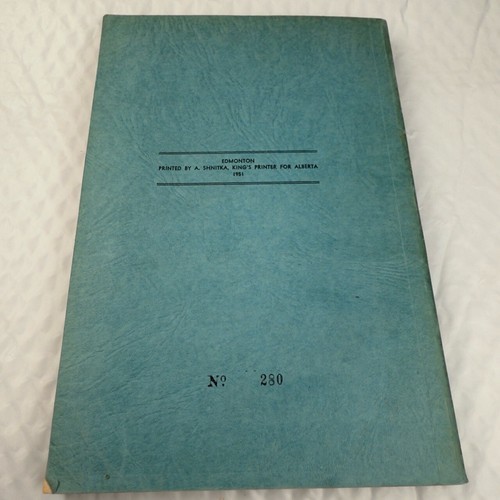 EDMONTON
PRINTED BY A. SHNITKA, KING'S PRINTER FOR ALBERTA
1951
Nº 280